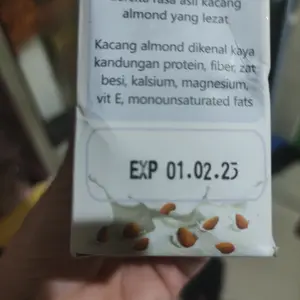 rasa asli kacang
almond yang lezat
Kacang almond dikenal kaya
kandungan protein, fiber, zat
besi, kalsium, magnesium,
vit E, monounsaturated fats
EXP 01.02.25